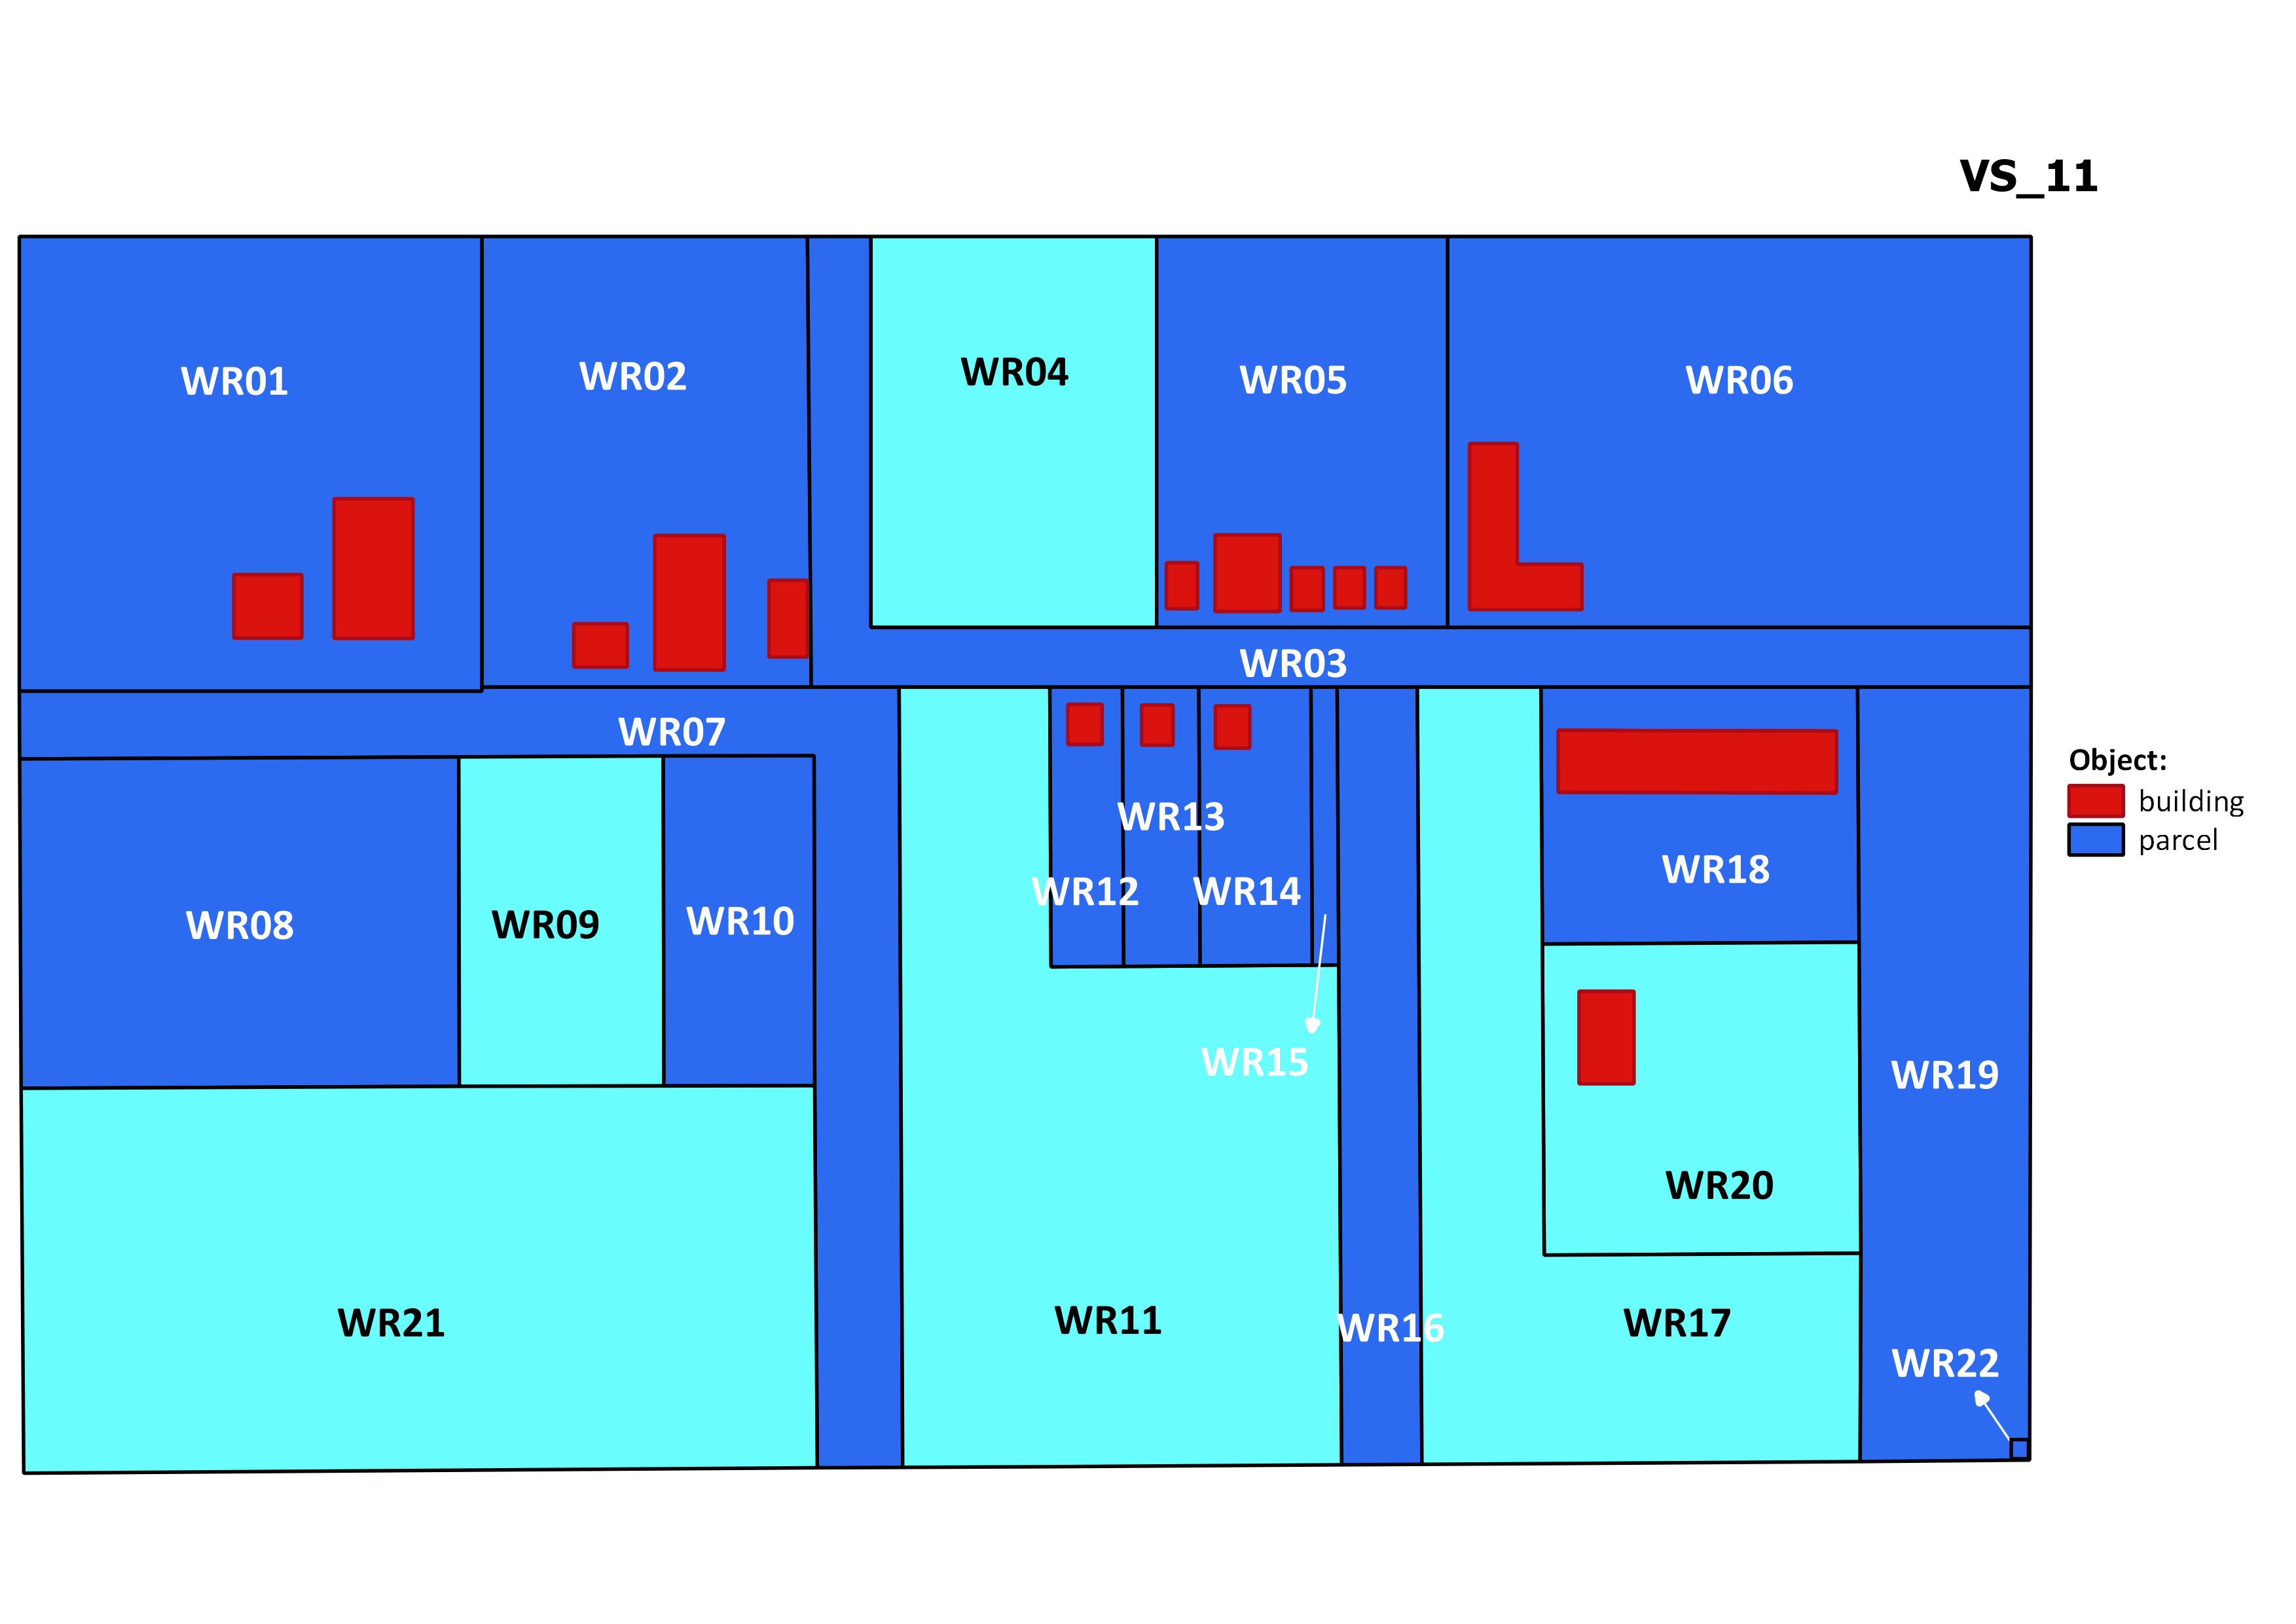 VS_11
WR01
WR02
WR04
WR05
WR06
WR03
WR07
Object:
building
parcel
WR13
WR18
WR12
WR14
WR08
WR09
WR10
WR15
WR19
WR20
WR21
WR11
WR16
WR17
WR22